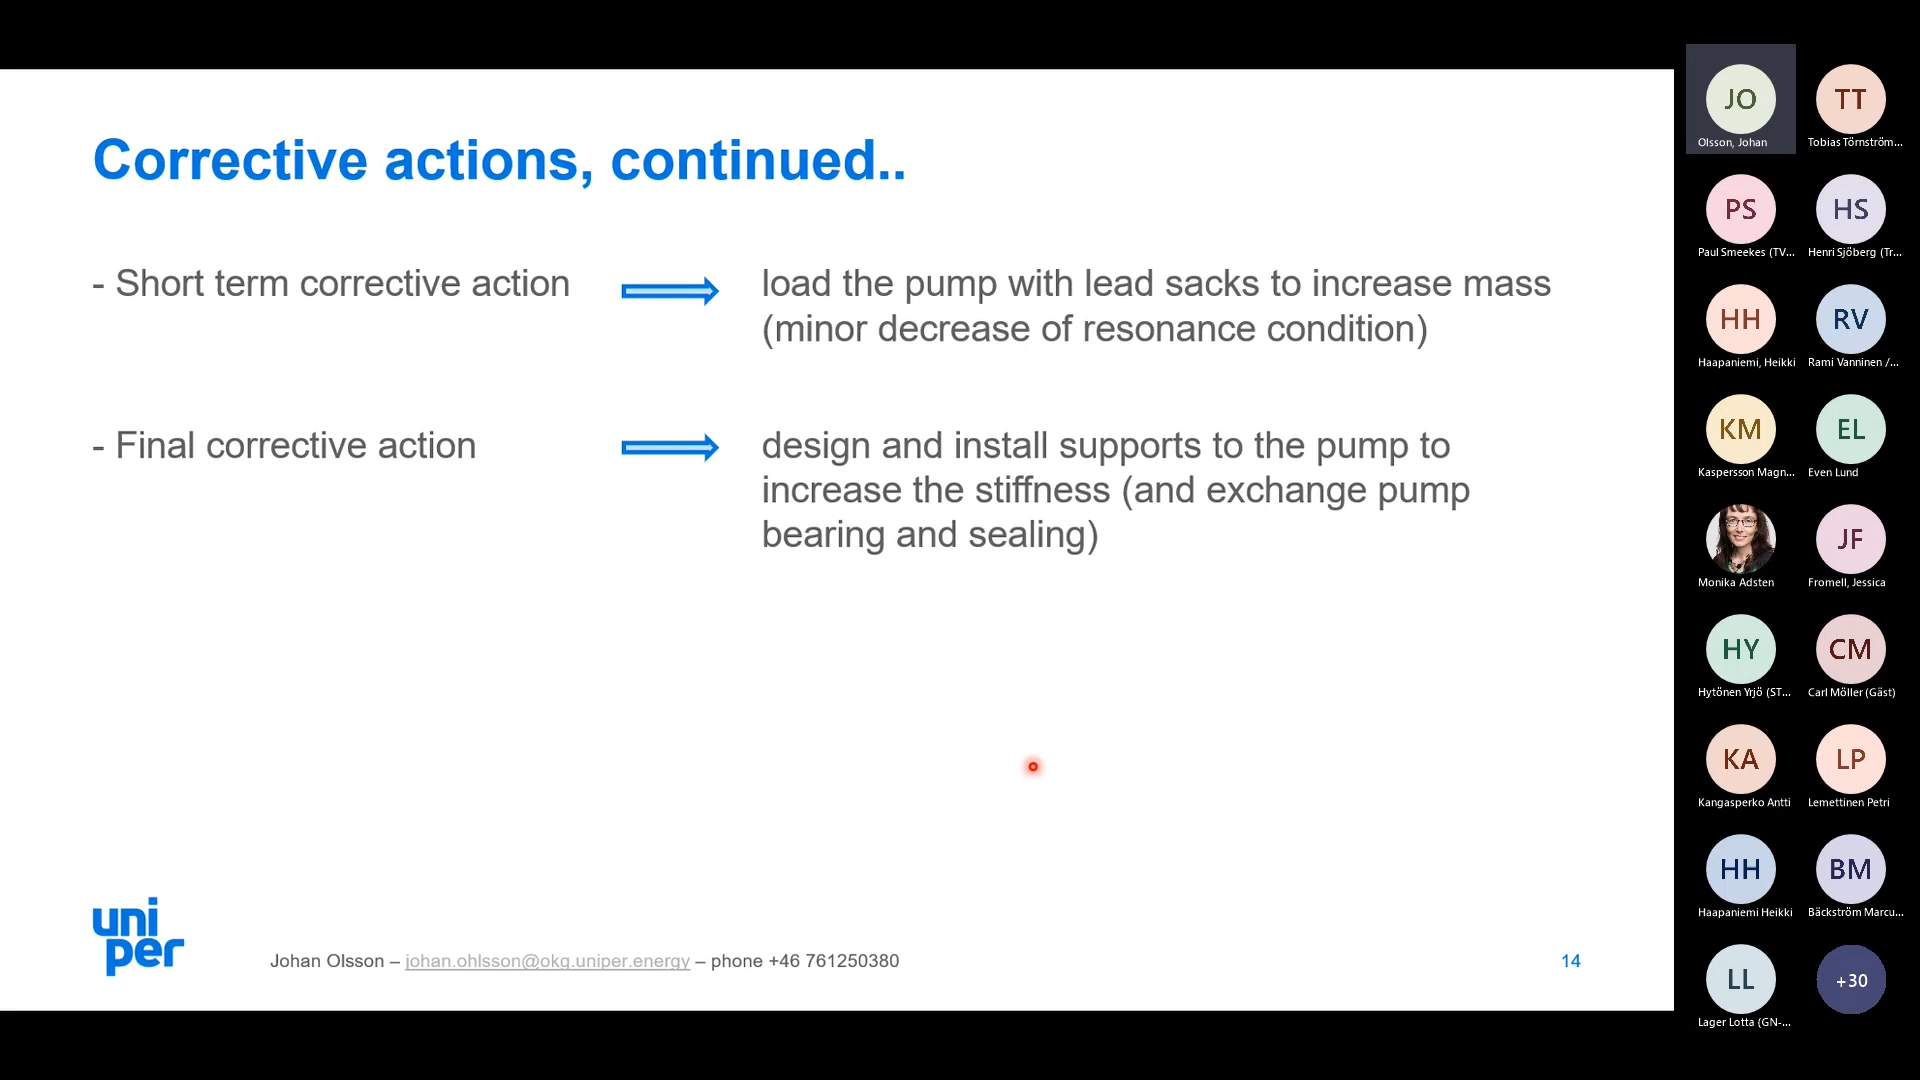 Corrective actions, continued..
- Short term corrective action
load the pump with lead sacks to increase mass
(minor decrease of resonance condition)
- Final corrective action
design and install supports to the pump to
increase the stiffness (and exchange pump
bearing and sealing)
uni
per
Johan Olsson – johan.ohlsson@okg.uniper.energy – phone +46 761250380
14
JO
Olsson, Johan
TT
Tobias Törnström...
PS
Paul Smeekes (TV...
HS
Henri Sjöberg (Tr...
HH
Haapaniemi, Heikki
RV
Rami Vanninen /...
KM
Kaspersson Magn...
EL
Even Lund
Monika Adsten
JF
Fromell, Jessica
HY
Hytönen Yrjö (ST...
CM
Carl Möller (Gäst)
KA
Kangasperko Antti
LP
Lemettinen Petri
HH
Haapaniemi Heikki
BM
Bäckström Marcu...
LL
Lager Lotta (GN-...
+30